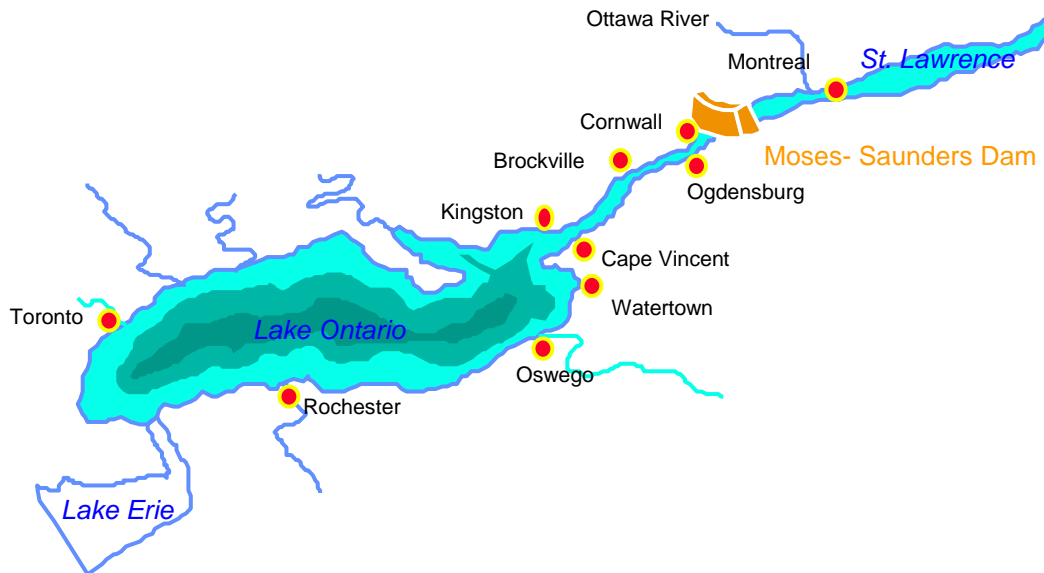 Ottawa River
Montreal
St. Lawrence
Cornwall
Moses- Saunders Dam
Brockville
Ogdensburg
Kingston
Cape Vincent
Watertown
Toronto
Lake Ontario
Oswego
Rochester
Lake Erie